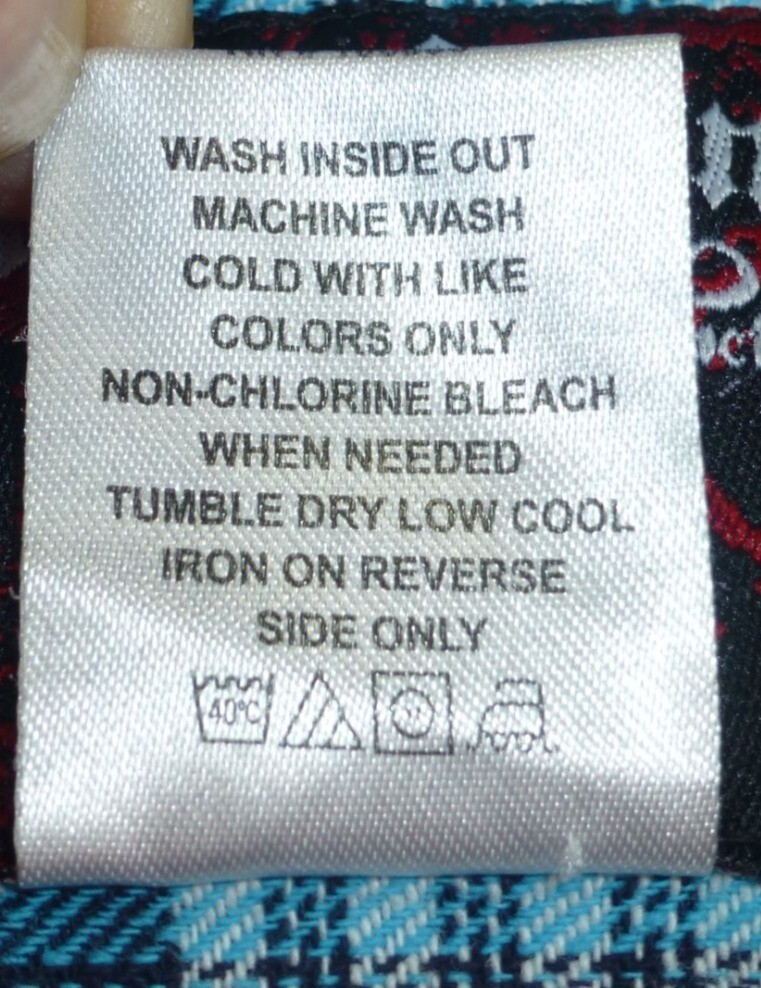 WASH INSIDE OUT
MACHINE WASH
COLD WITH LIKE
COLORS ONLY
NON-CHLORINE BLEACH
WHEN NEEDED
TUMBLE DRY LOW COOL
IRON ON REVERSE
SIDE ONLY
40°C